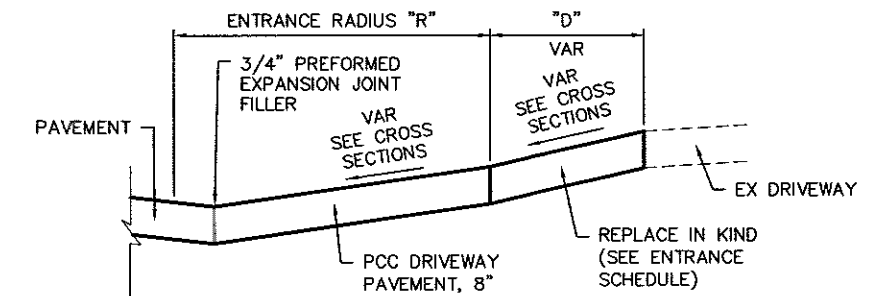 ENTRANCE RADIUS "R"
"D"
VAR
3/4" PREFORMED
EXPANSION JOINT
FILLER
VAR
SEE CROSS
SECTIONS
VAR
SEE CROSS
SECTIONS
PAVEMENT
EX DRIVEWAY
PCC DRIVEWAY
PAVEMENT, 8"
REPLACE IN KIND
(SEE ENTRANCE
SCHEDULE)